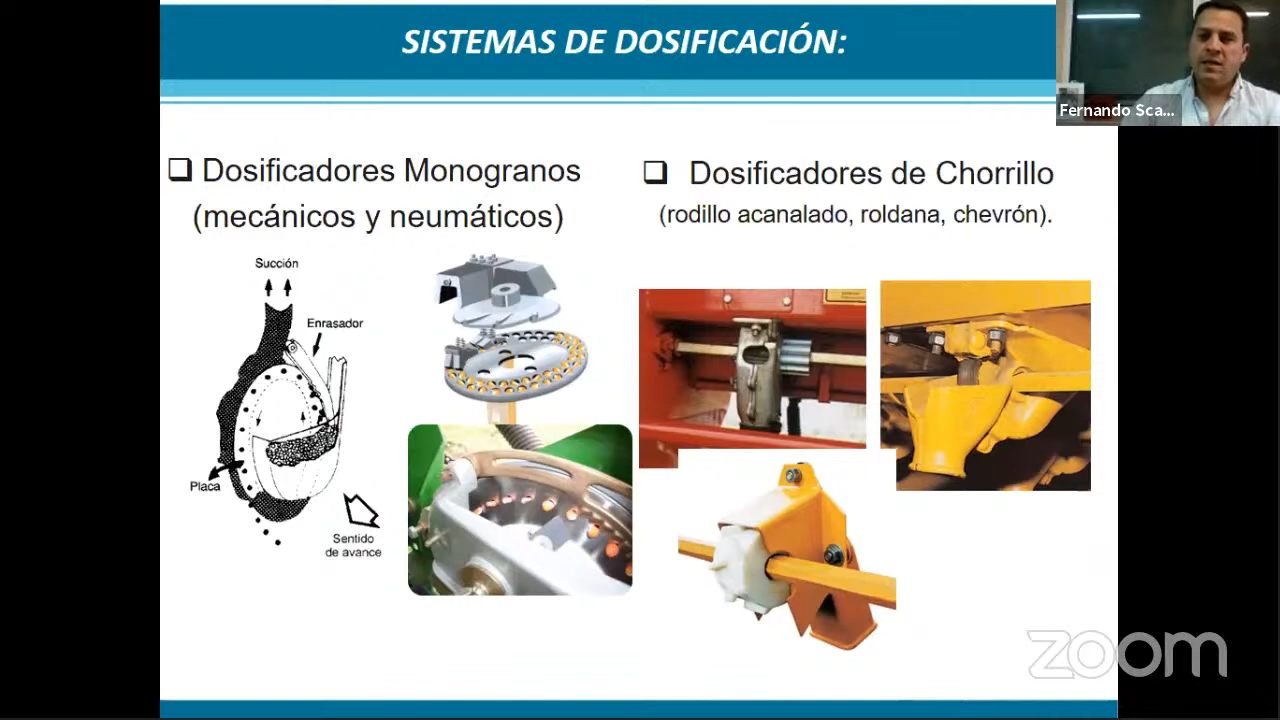 SISTEMAS DE DOSIFICACIÓN:
Fernando Sca...
❑ Dosificadores Monogranos
(mecánicos y neumáticos)
❑ Dosificadores de Chorrillo
(rodillo acanalado, roldana, chevrón).
Succión
Enrasador
Placa
Sentido
de avance
zoom